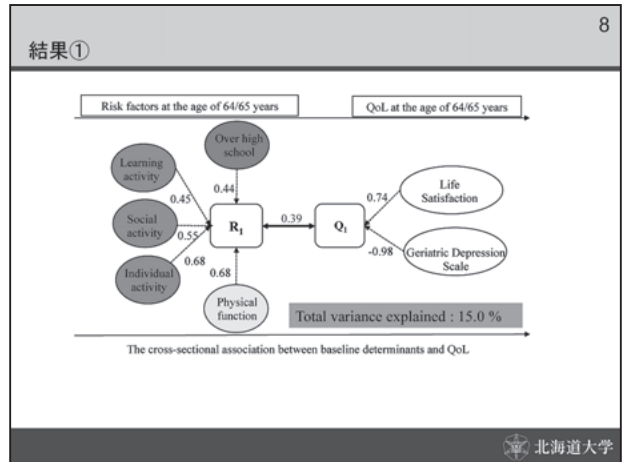 8
結果①
Risk factors at the age of 64/65 years
QoL at the age of 64/65 years
Over high
school
Learning
activity
0.44
0.45
Social
activity
0.55
R1
0.39
Q1
0.74
Life
Satisfaction
0.68
Individual
activity
0.68
-0.98
Geriatric Depression
Scale
Physical
function
Total variance explained : 15.0 %
The cross-sectional association between baseline determinants and QoL
北海道大学